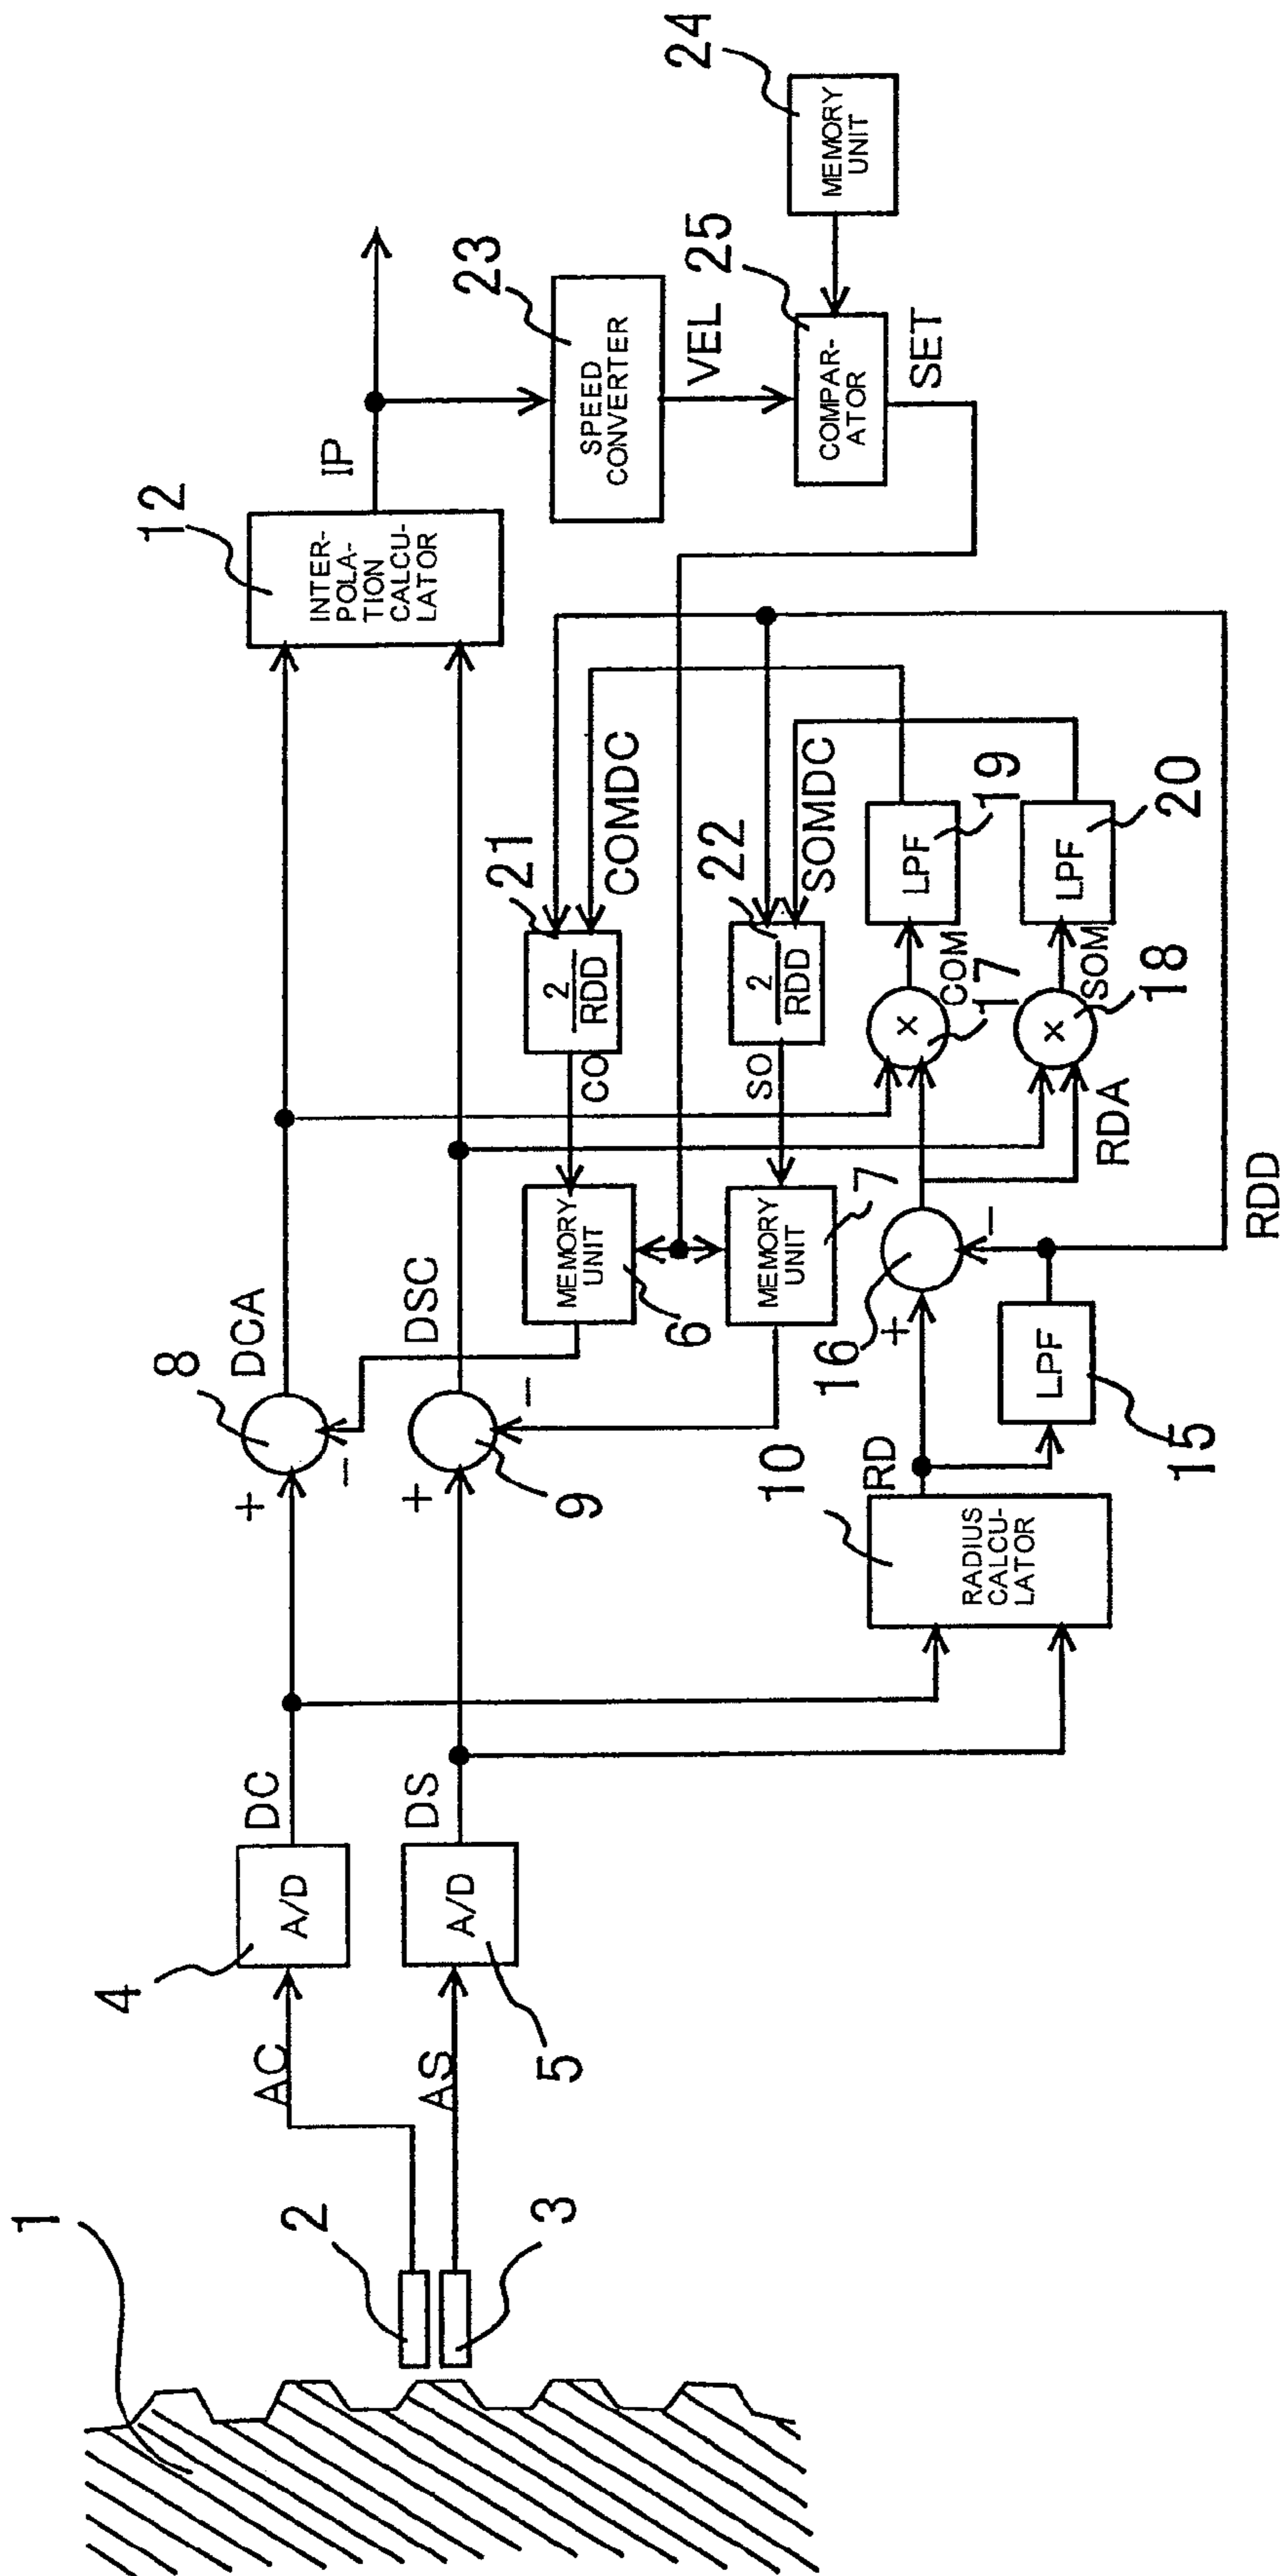 1
2
3
AC
AS
4
A/D
5
A/D
DC
DS
8
+
-
DCA
9
+
-
DSC
10
RADIUS
CALCU-
LATOR
RD
15
LPF
16
+
-
RDD
RDA
6
MEMORY
UNIT
7
MEMORY
UNIT
CO
SO
21
2
RDD
22
2
RDD
COMDC
SOMDC
17
×
COM
18
×
SOM
19
LPF
20
LPF
12
INTER-
POLA-
TION
CALCU-
LATOR
IP
23
SPEED
CONVERTER
VEL
25
COMPAR-
ATOR
SET
24
MEMORY
UNIT